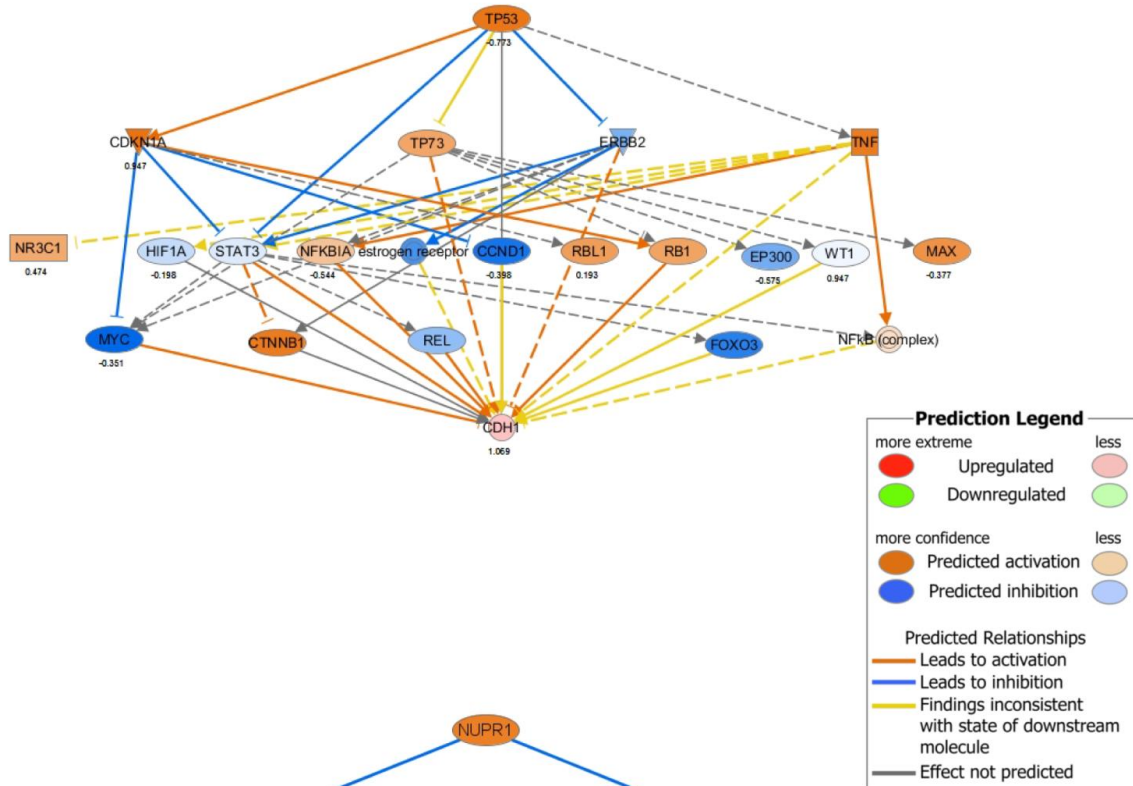 TP53
-0.773
CDKN1A
0.947
TP73
ERBB2
TNF
NR3C1
0.474
HIF1A
-0.198
STAT3
NFKBIA
-0.544
estrogen receptor
CCND1
-0.398
RBL1
0.193
RB1
EP300
-0.575
WT1
0.947
MAX
-0.377
MYC
-0.351
CTNNB1
REL
FOXO3
NFkB (complex)
CDH1
1.069
Prediction Legend
more extreme less
Upregulated
Downregulated
more confidence less
Predicted activation
Predicted inhibition
Predicted Relationships
Leads to activation
Leads to inhibition
Findings inconsistent
with state of downstream
molecule
Effect not predicted
NUPR1